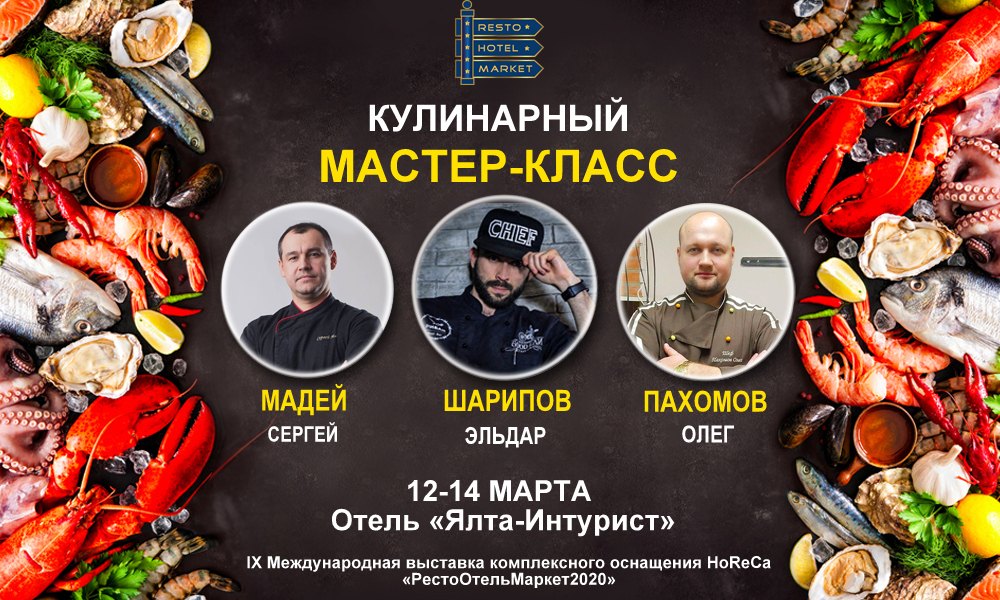 RESTO
HOTEL
MARKET
КУЛИНАРНЫЙ
МАСТЕР-КЛАСС
CHEF
МАДЕЙ
СЕРГЕЙ
ШАРИПОВ
ЭЛЬДАР
ПАХОМОВ
ОЛЕГ
12-14 МАРТА
Отель «Ялта-Интурист»
IX Международная выставка комплексного оснащения HoReCa
«РестоОтельМаркет2020»